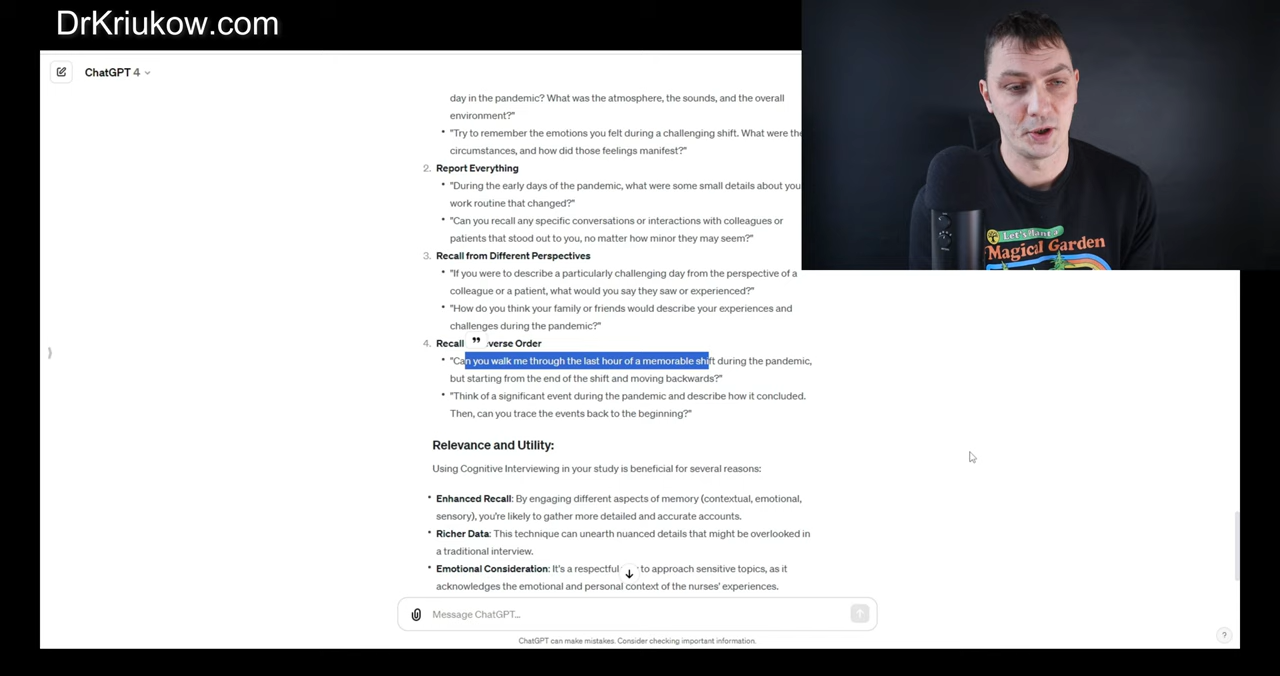 DrKriukow.com
ChatGPT 4
day in the pandemic? What was the atmosphere, the sounds, and the overall
environment?"
"Try to remember the emotions you felt during a challenging shift. What were the
circumstances, and how did those feelings manifest?"
2. Report Everything
"During the early days of the pandemic, what were some small details about you
work routine that changed?"
"Can you recall any specific conversations or interactions with colleagues or
patients that stood out to you, no matter how minor they may seem?"
3. Recall from Different Perspectives
"If you were to describe a particularly challenging day from the perspective of a
colleague or a patient, what would you say they saw or experienced?"
"How do you think your family or friends would describe your experiences and
challenges during the pandemic?"
4. Recall verse Order
"Can you walk me through the last hour of a memorable shift during the pandemic,
but starting from the end of the shift and moving backwards?"
"Think of a significant event during the pandemic and describe how it concluded.
Then, can you trace the events back to the beginning?"
Relevance and Utility:
Using Cognitive Interviewing in your study is beneficial for several reasons:
Enhanced Recall: By engaging different aspects of memory (contextual, emotional,
sensory), you're likely to gather more detailed and accurate accounts.
Richer Data: This technique can unearth nuanced details that might be overlooked in
a traditional interview.
Emotional Consideration: It's a respectful to approach sensitive topics, as it
acknowledges the emotional and personal context of the nurses' experiences.
Message ChatGPT...
ChatGPT can make mistakes. Consider checking important information.
?
Let's
Magical Garden